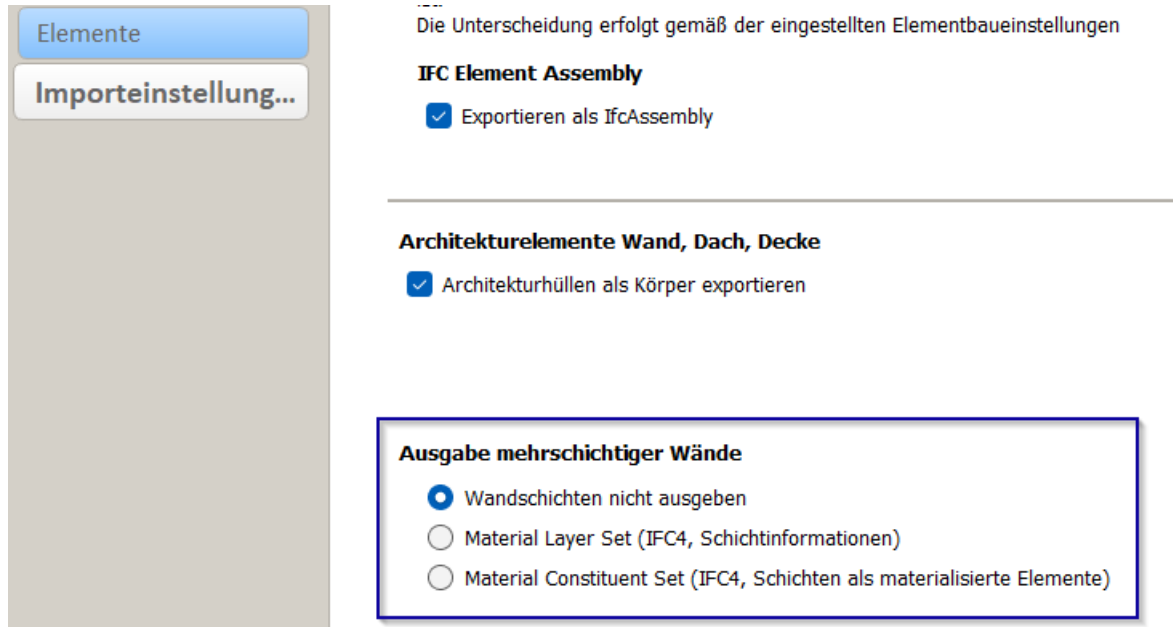 Elemente
Importeinstellung...
Die Unterscheidung erfolgt gemäß der eingestellten Elementbaueinstellungen
IFC Element Assembly
Exportieren als IfcAssembly
Architekturelemente Wand, Dach, Decke
Architekturhüllen als Körper exportieren
Ausgabe mehrschichtiger Wände
Wandschichten nicht ausgeben
Material Layer Set (IFC4, Schichtinformationen)
Material Constituent Set (IFC4, Schichten als materialisierte Elemente)